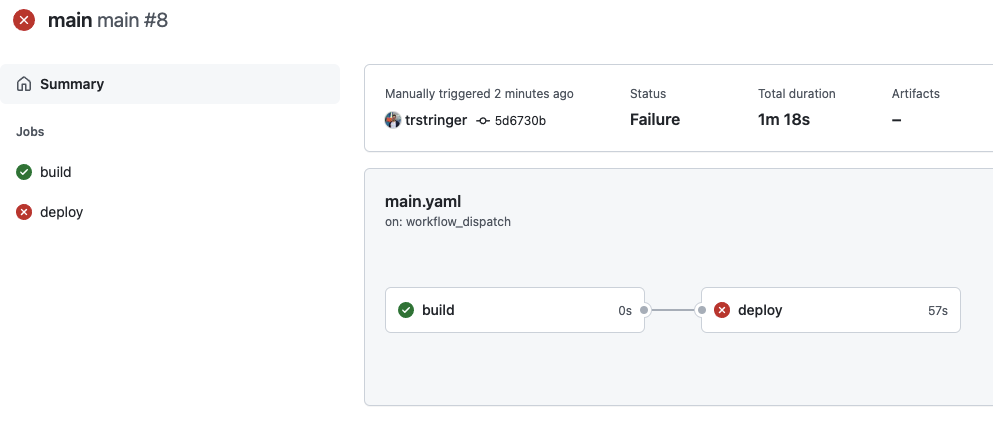 main main #8
Summary
Jobs
build
deploy
Manually triggered 2 minutes ago
trstringer 5d6730b
Status
Failure
Total duration
1m 18s
Artifacts
–
main.yaml
on: workflow_dispatch
build 0s
deploy 57s